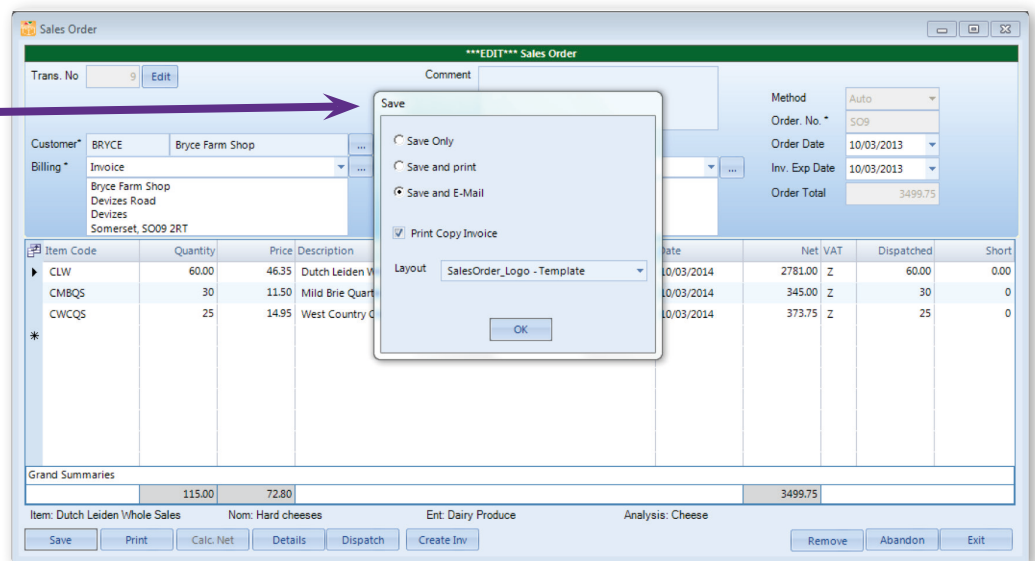 Sales Order
***EDIT*** Sales Order
Trans. No 9 Edit Comment
Save
Method Auto
Order. No. * SO9
Save Only
Customer* BRYCE Bryce Farm Shop ... Order Date 10/03/2013
Save and print
Billing * Invoice ... ... Inv. Exp Date 10/03/2013
Bryce Farm Shop
Save and E-Mail
Order Total 3499.75
Devizes Road
Devizes
Somerset, SO09 2RT
Print Copy Invoice
Item Code Quantity Price Description Date Net VAT Dispatched Short
Layout SalesOrder_Logo - Template
CLW 60.00 46.35 Dutch Leiden W 10/03/2014 2781.00 Z 60.00 0.00
CMBQS 30 11.50 Mild Brie Quart 10/03/2014 345.00 Z 30 0
CWCQS 25 14.95 West Country 10/03/2014 373.75 Z 25 0
OK
Grand Summaries
115.00 72.80 3499.75
Item: Dutch Leiden Whole Sales Nom: Hard cheeses Ent: Dairy Produce Analysis: Cheese
Save Print Calc. Net Details Dispatch Create Inv Remove Abandon Exit